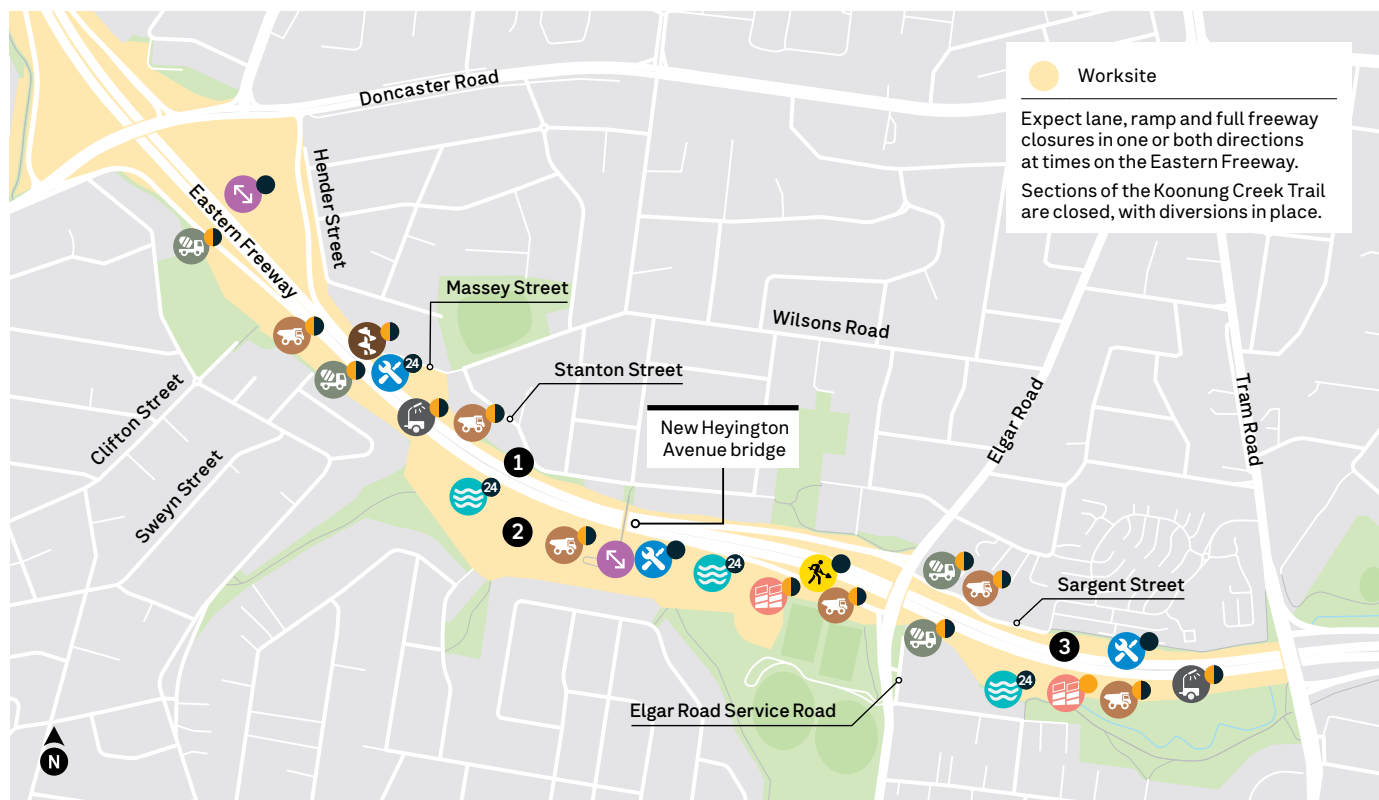 Doncaster Road
Worksite
Expect lane, ramp and full freeway
closures in one or both directions
at times on the Eastern Freeway.
Sections of the Koonung Creek Trail
are closed, with diversions in place.
Hender Street
Eastern Freeway
Massey Street
24
Wilsons Road
Stanton Street
Clifton Street
Elgar Road
Tram Road
New Heyington
Avenue bridge
Sweyn Street
1
24
2
24
Sargent Street
3
24
Elgar Road Service Road
N